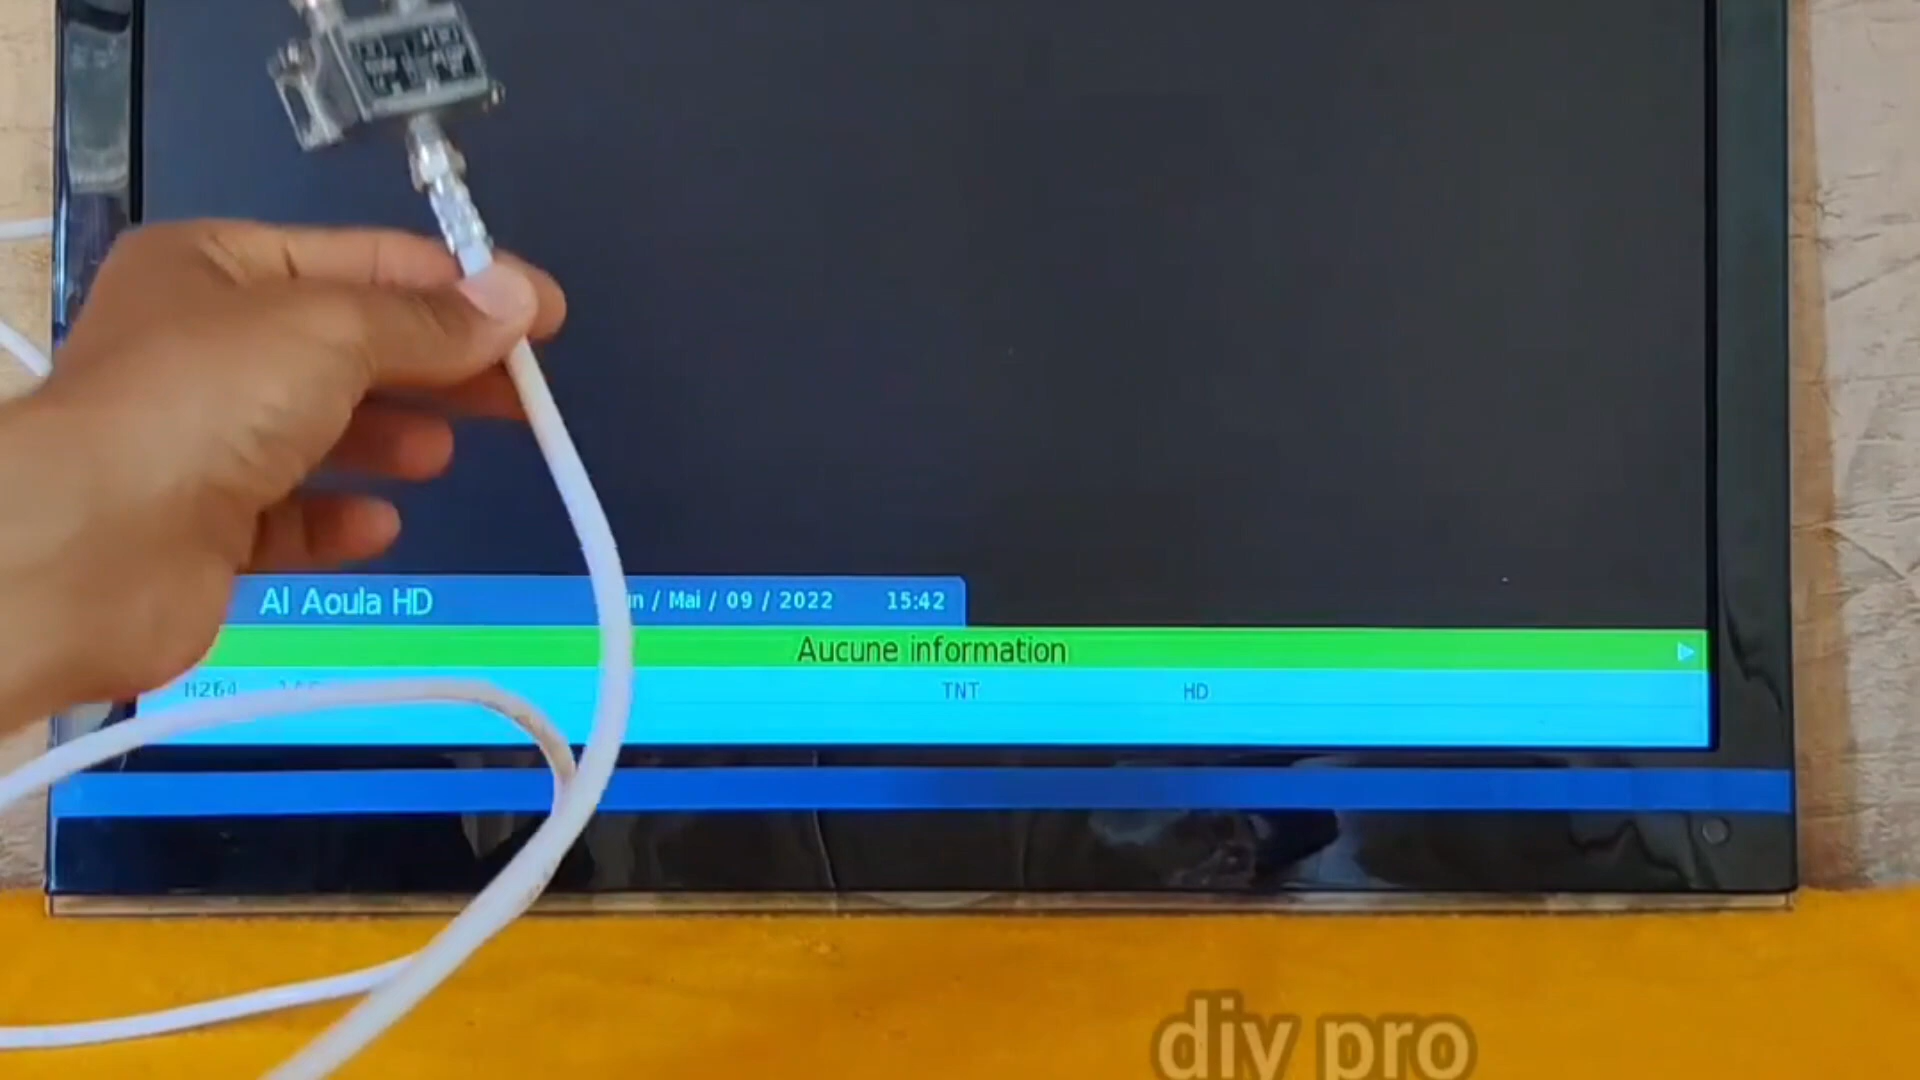 Al Aoula HD / Mai / 09 / 2022 15:42
Aucune information
H264 TNT HD
diy pro